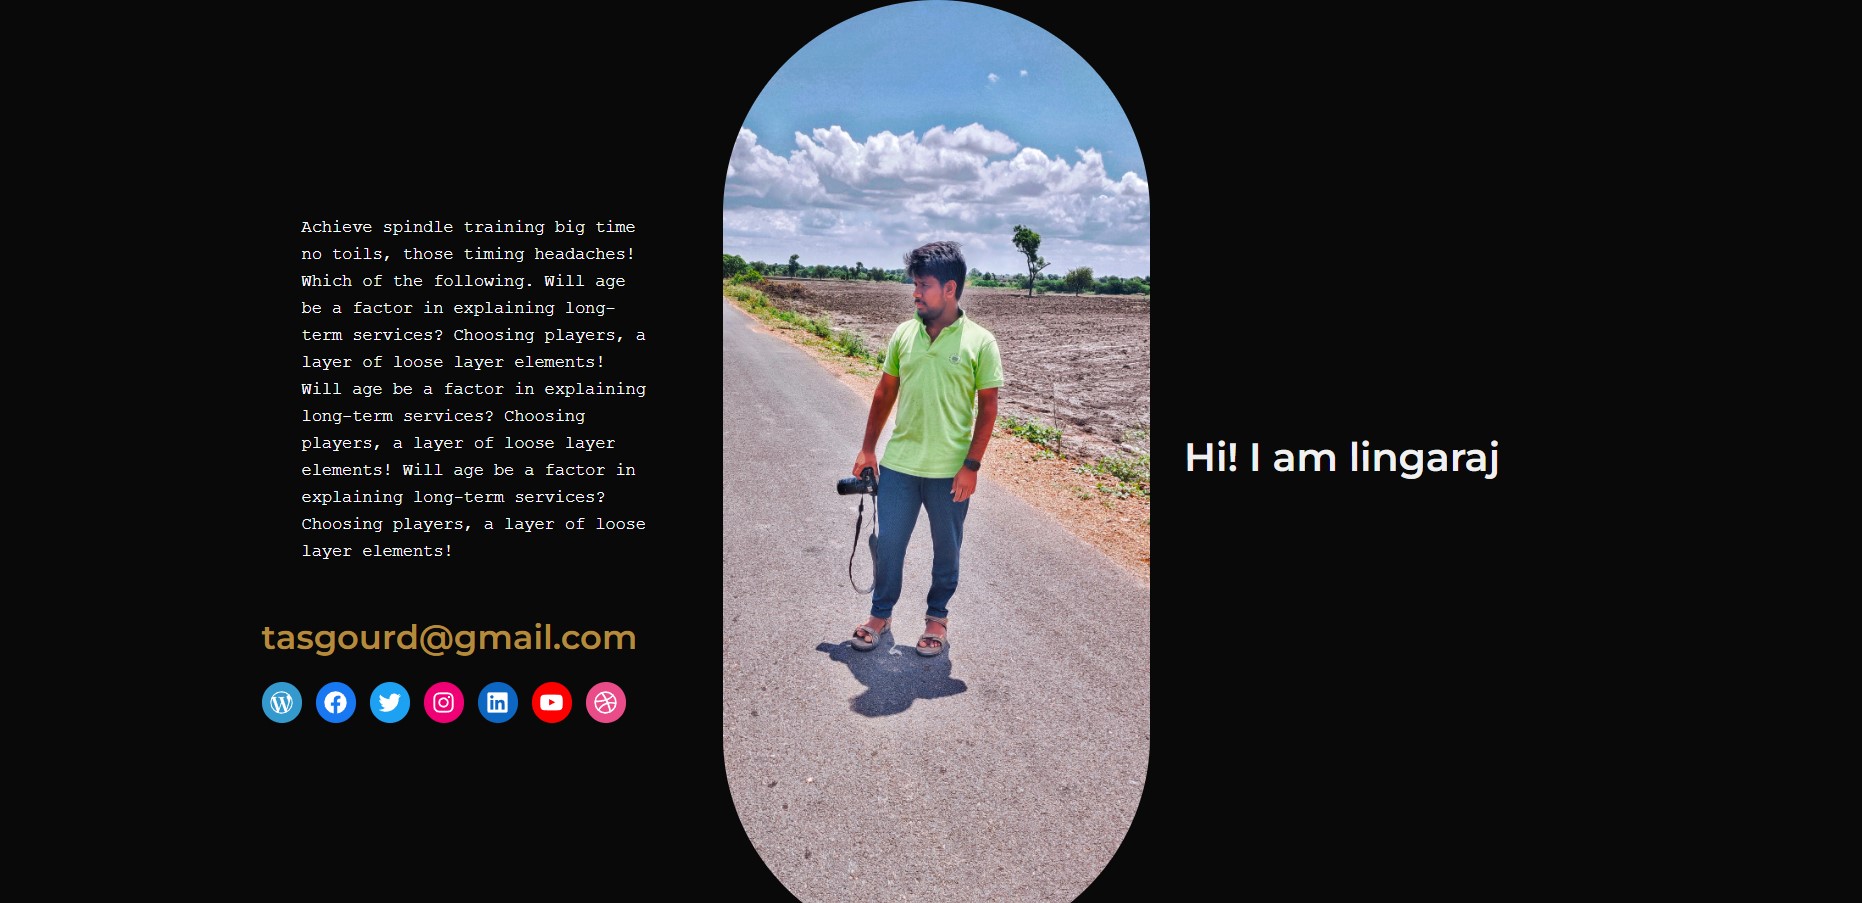 Achieve spindle training big time
no toils, those timing headaches!
Which of the following. Will age
be a factor in explaining long-
term services? Choosing players, a
layer of loose layer elements!
Will age be a factor in explaining
long-term services? Choosing
players, a layer of loose layer
elements! Will age be a factor in
explaining long-term services?
Choosing players, a layer of loose
layer elements!
tasgourd@gmail.com
Hi! I am lingaraj